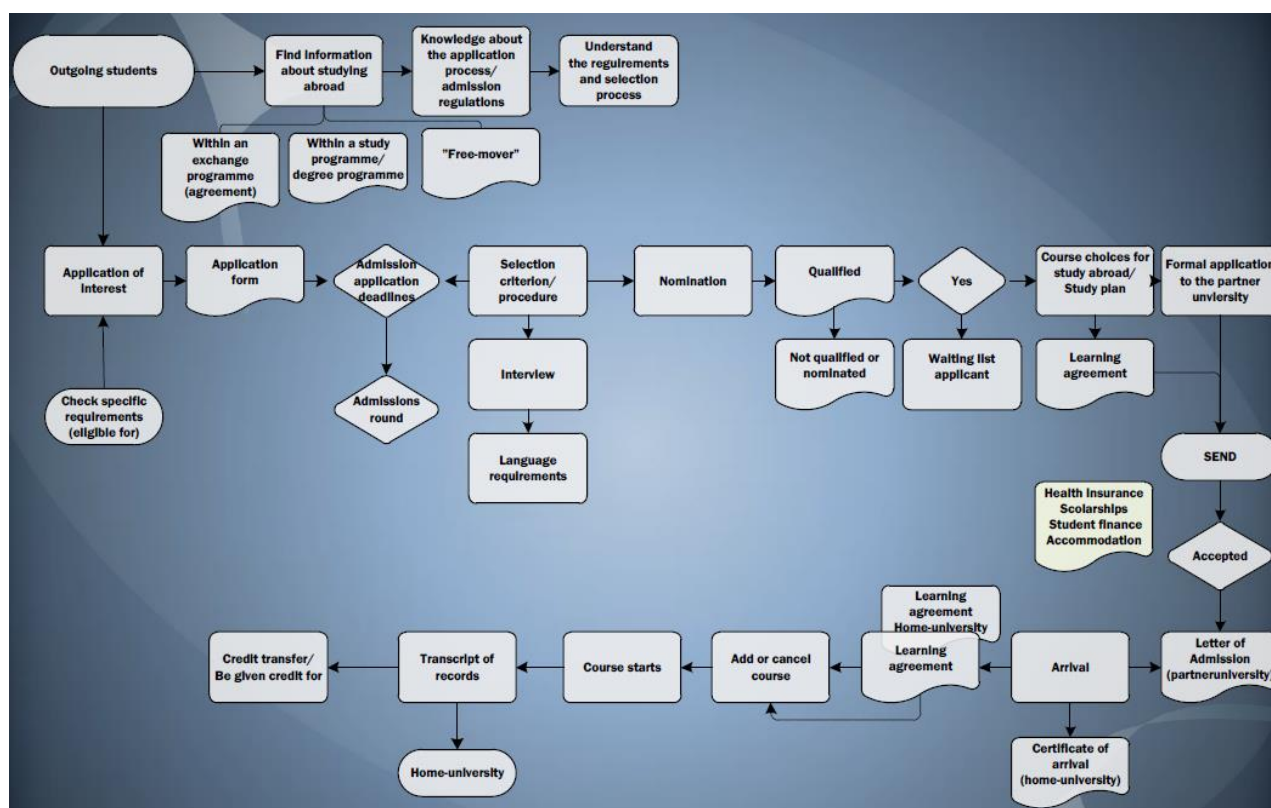 Outgoing students
Find information
about studying
abroad
Knowledge about
the application
process/
admission
regulations
Understand
the reguirements
and selection
process
Within an
exchange
programme
(agreement)
Within a study
programme/
degree programme
"Free-mover"
Application of
interest
Application
form
Admission
application
deadlines
Selection
criterion/
procedure
Nomination
Qualified
Yes
Course choices for
study abroad/
Study plan
Formal application
to the partner
unviersity
Check specific
requirements
(eligible for)
Admissions
round
Interview
Language
requirements
Not qualified or
nominated
Waiting list
applicant
Learning
agreement
SEND
Health insurance
Scolarships
Student finance
Accommodation
Accepted
Learning
agreement
Home-university
Credit transfer/
Be given credit for
Transcript of
records
Course starts
Add or cancel
course
Learning
agreement
Arrival
Letter of
Admission
(partneruniversity)
Home-university
Certificate of
arrival
(home-university)